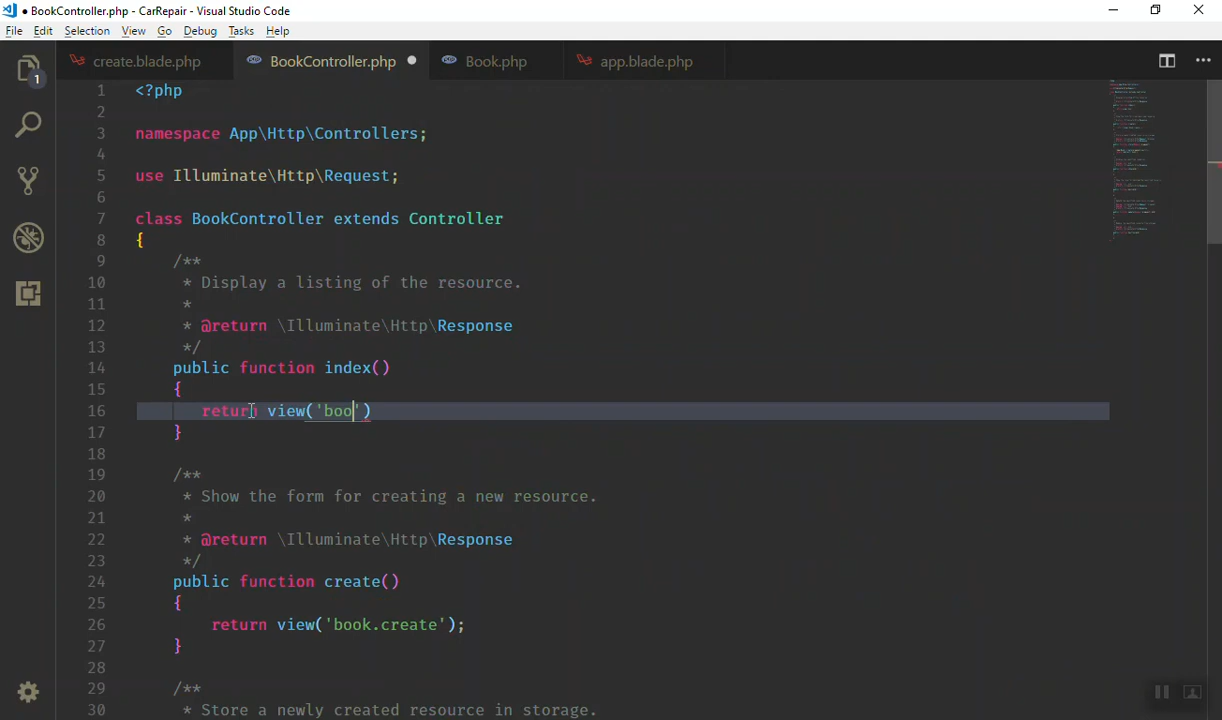 ● BookController.php - CarRepair - Visual Studio Code
File Edit Selection View Go Debug Tasks Help
1
create.blade.php BookController.php Book.php app.blade.php
1 <?php
2
3 namespace App\Http\Controllers;
4
5 use Illuminate\Http\Request;
6
7 class BookController extends Controller
8 {
9 /**
10 * Display a listing of the resource.
11 *
12 * @return \Illuminate\Http\Response
13 */
14 public function index()
15 {
16 return view('boo')
17 }
18
19 /**
20 * Show the form for creating a new resource.
21 *
22 * @return \Illuminate\Http\Response
23 */
24 public function create()
25 {
26 return view('book.create');
27 }
28
29 /**
30 * Store a newly created resource in storage.